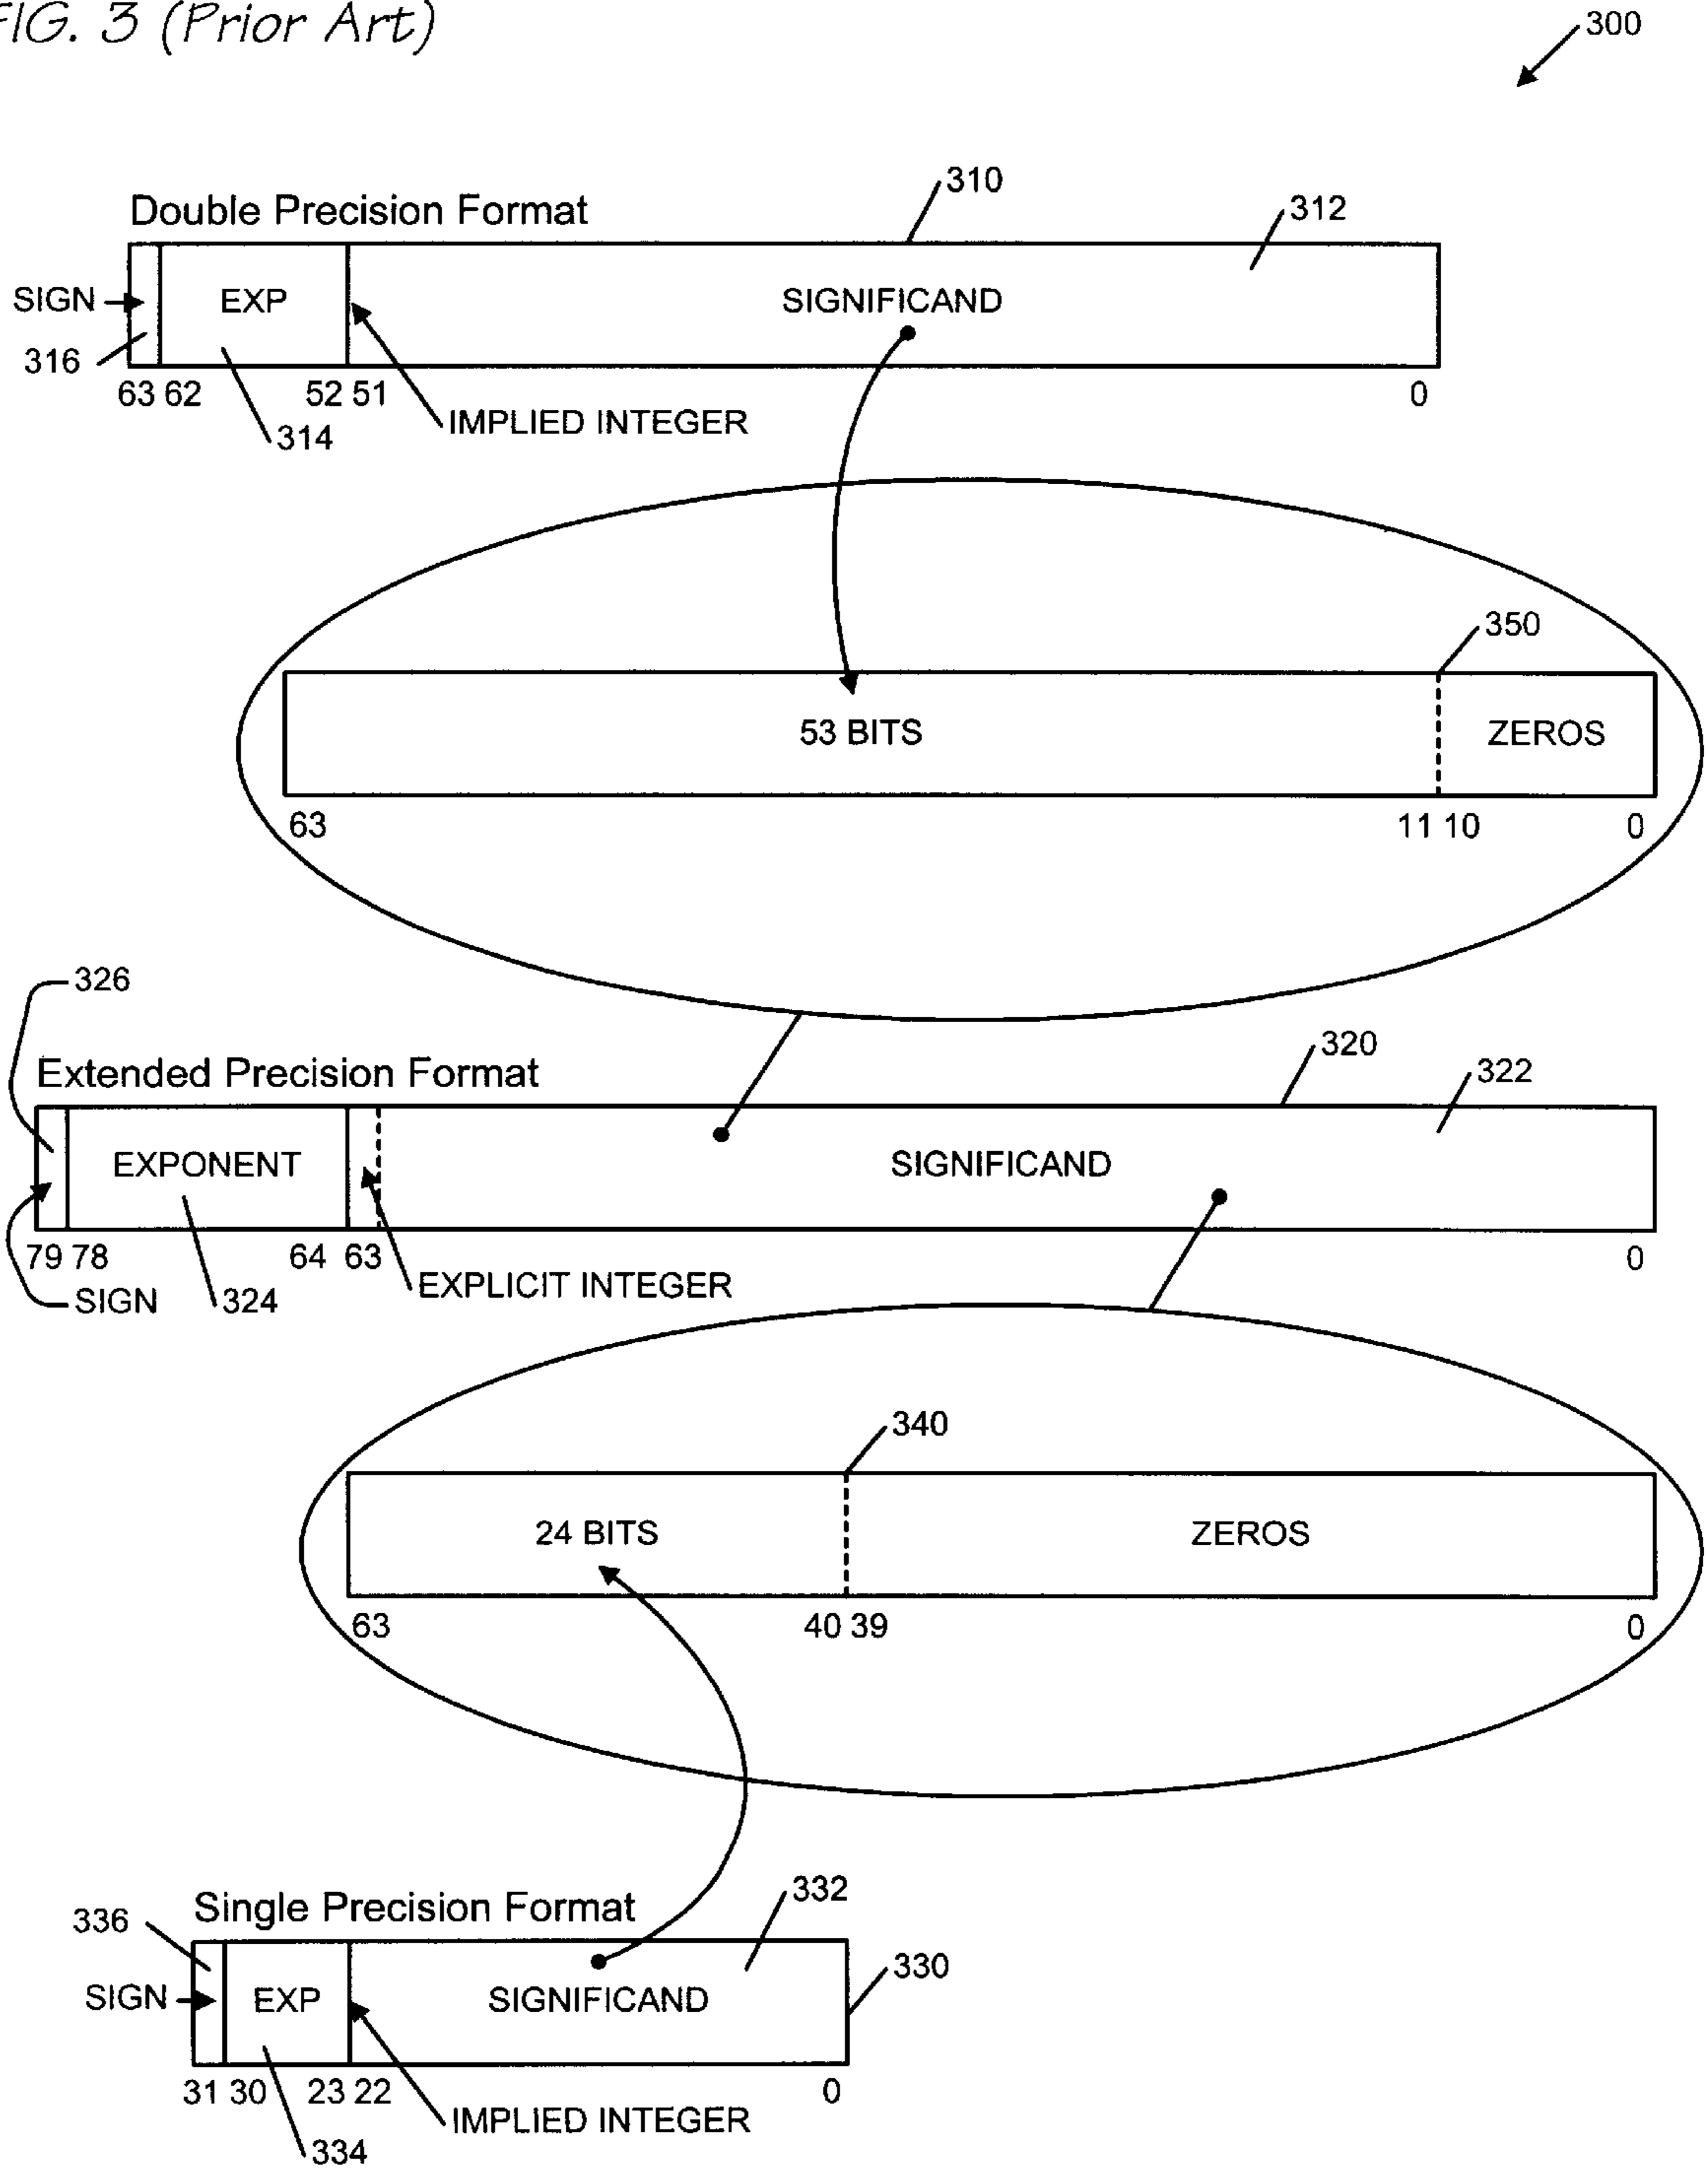 FIG. 3 (Prior Art)
300
Double Precision Format
310
312
SIGN
EXP
SIGNIFICAND
316
63 62
52 51
0
314
IMPLIED INTEGER
350
53 BITS
ZEROS
63
11 10
0
326
Extended Precision Format
320
322
EXPONENT
SIGNIFICAND
79 78
64 63
0
SIGN
324
EXPLICIT INTEGER
340
24 BITS
ZEROS
63
40 39
0
Single Precision Format
336
332
330
SIGN
EXP
SIGNIFICAND
31 30
23 22
0
IMPLIED INTEGER
334